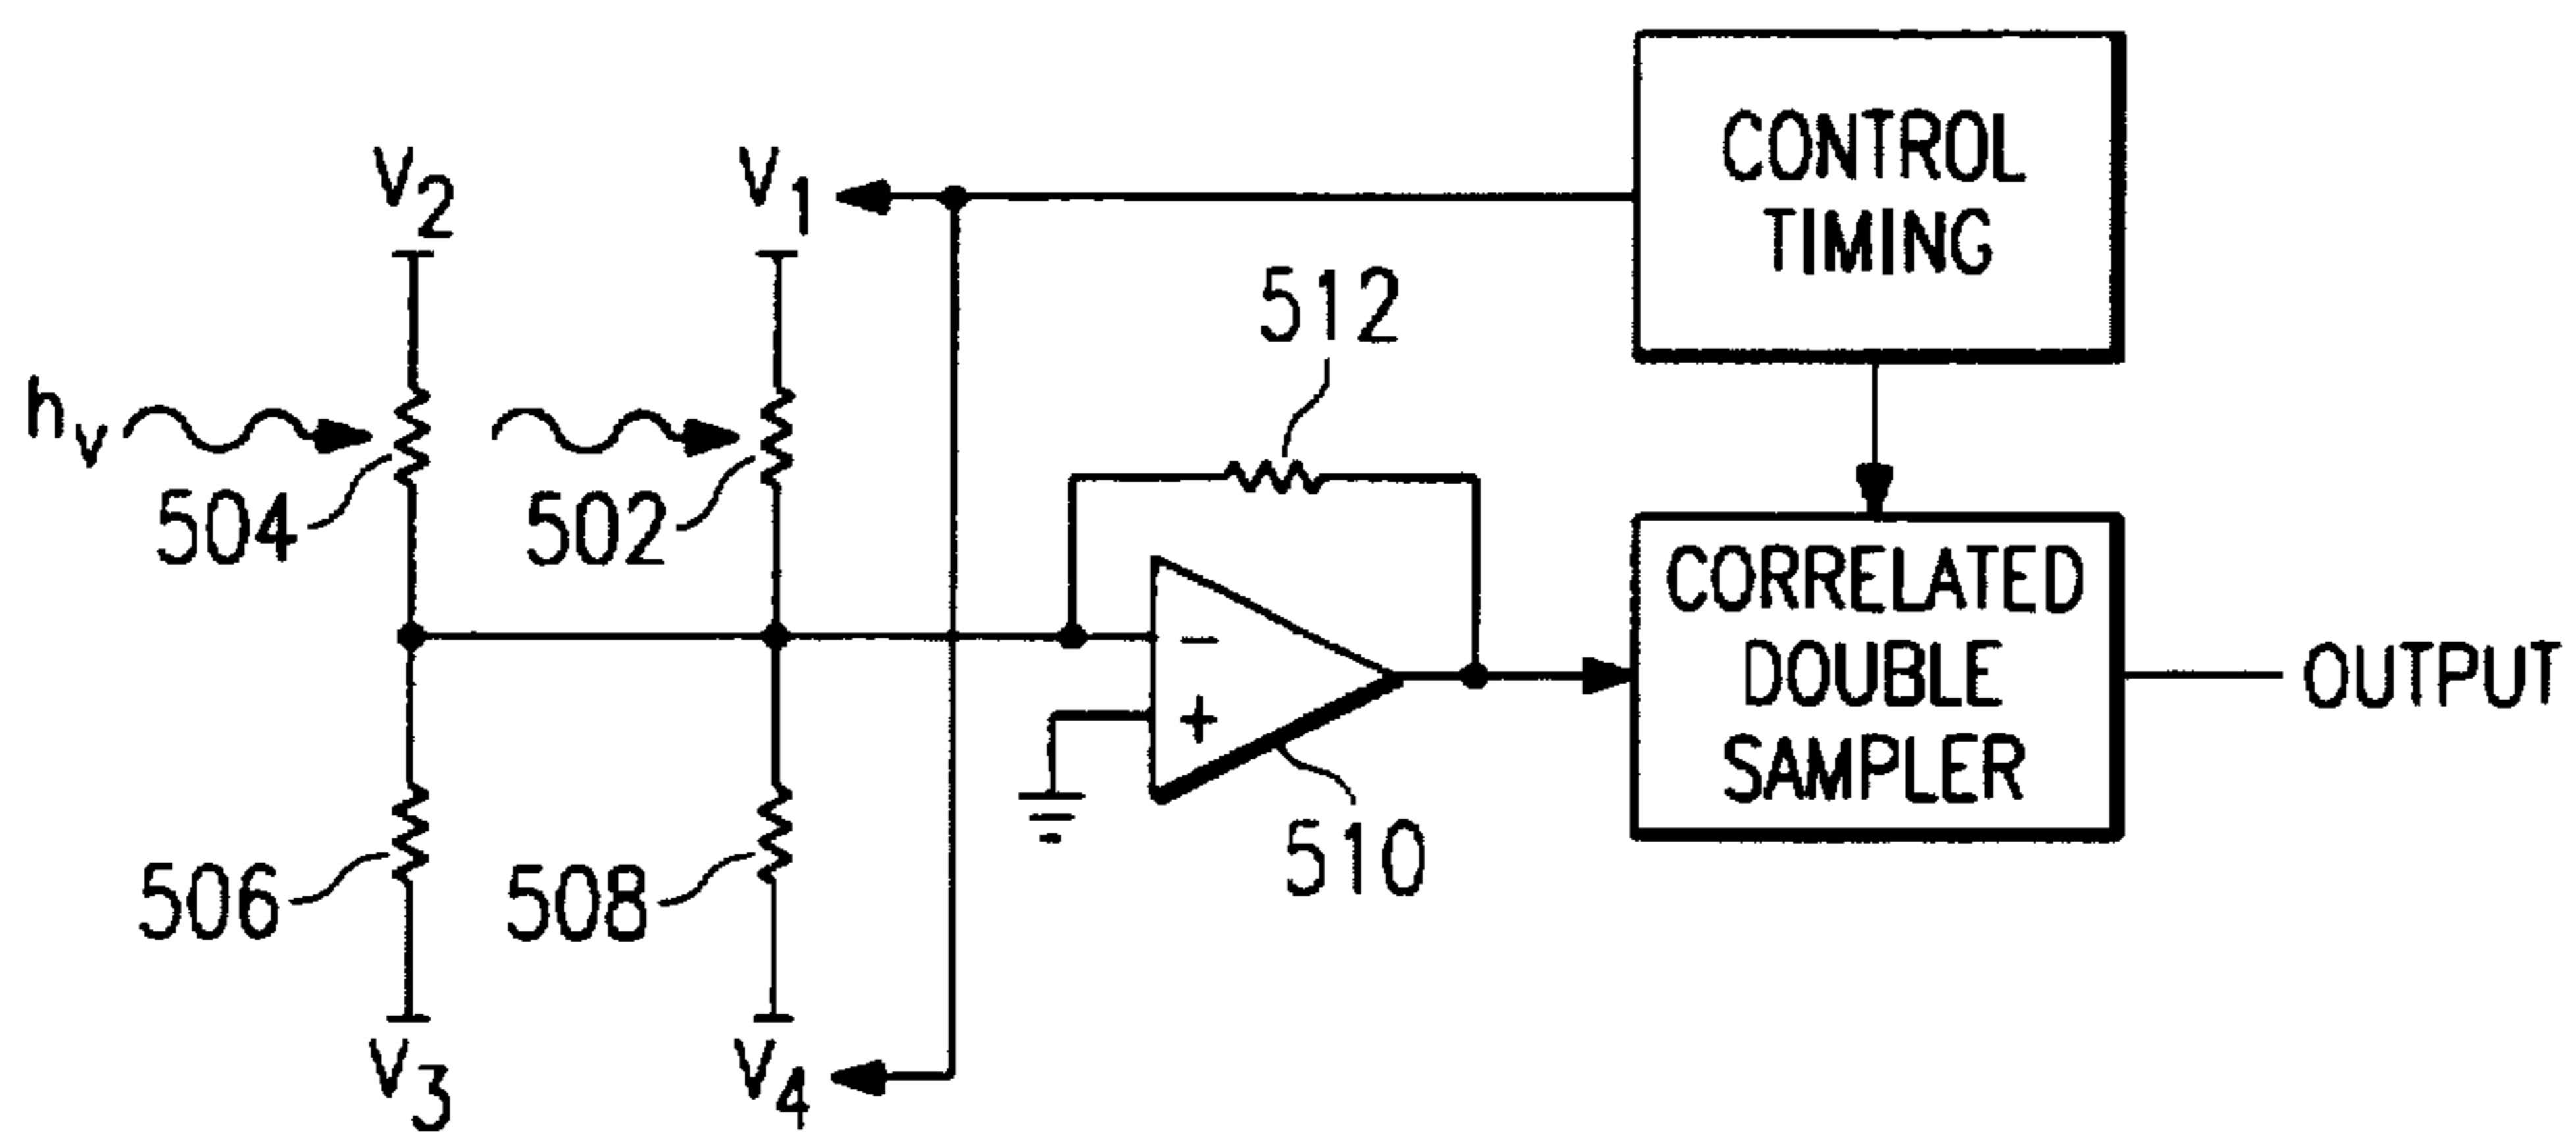 CONTROL
TIMING
V2
V1
512
hv
504
502
CORRELATED
DOUBLE
SAMPLER
−
+
OUTPUT
506
508
510
V3
V4